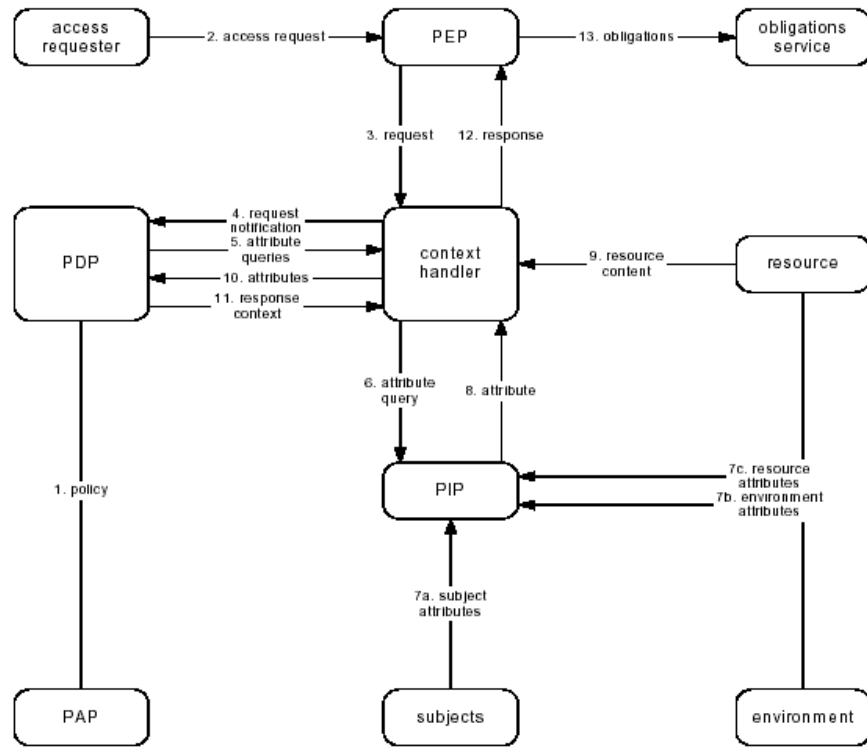 access
requester
2. access request
PEP
13. obligations
obligations
service
3. request
12. response
PDP
4. request
notification
5. attribute
queries
10. attributes
11. response
context
context
handler
9. resource
content
resource
6. attribute
query
8. attribute
1. policy
PIP
7c. resource
attributes
7b. environment
attributes
7a. subject
attributes
PAP
subjects
environment